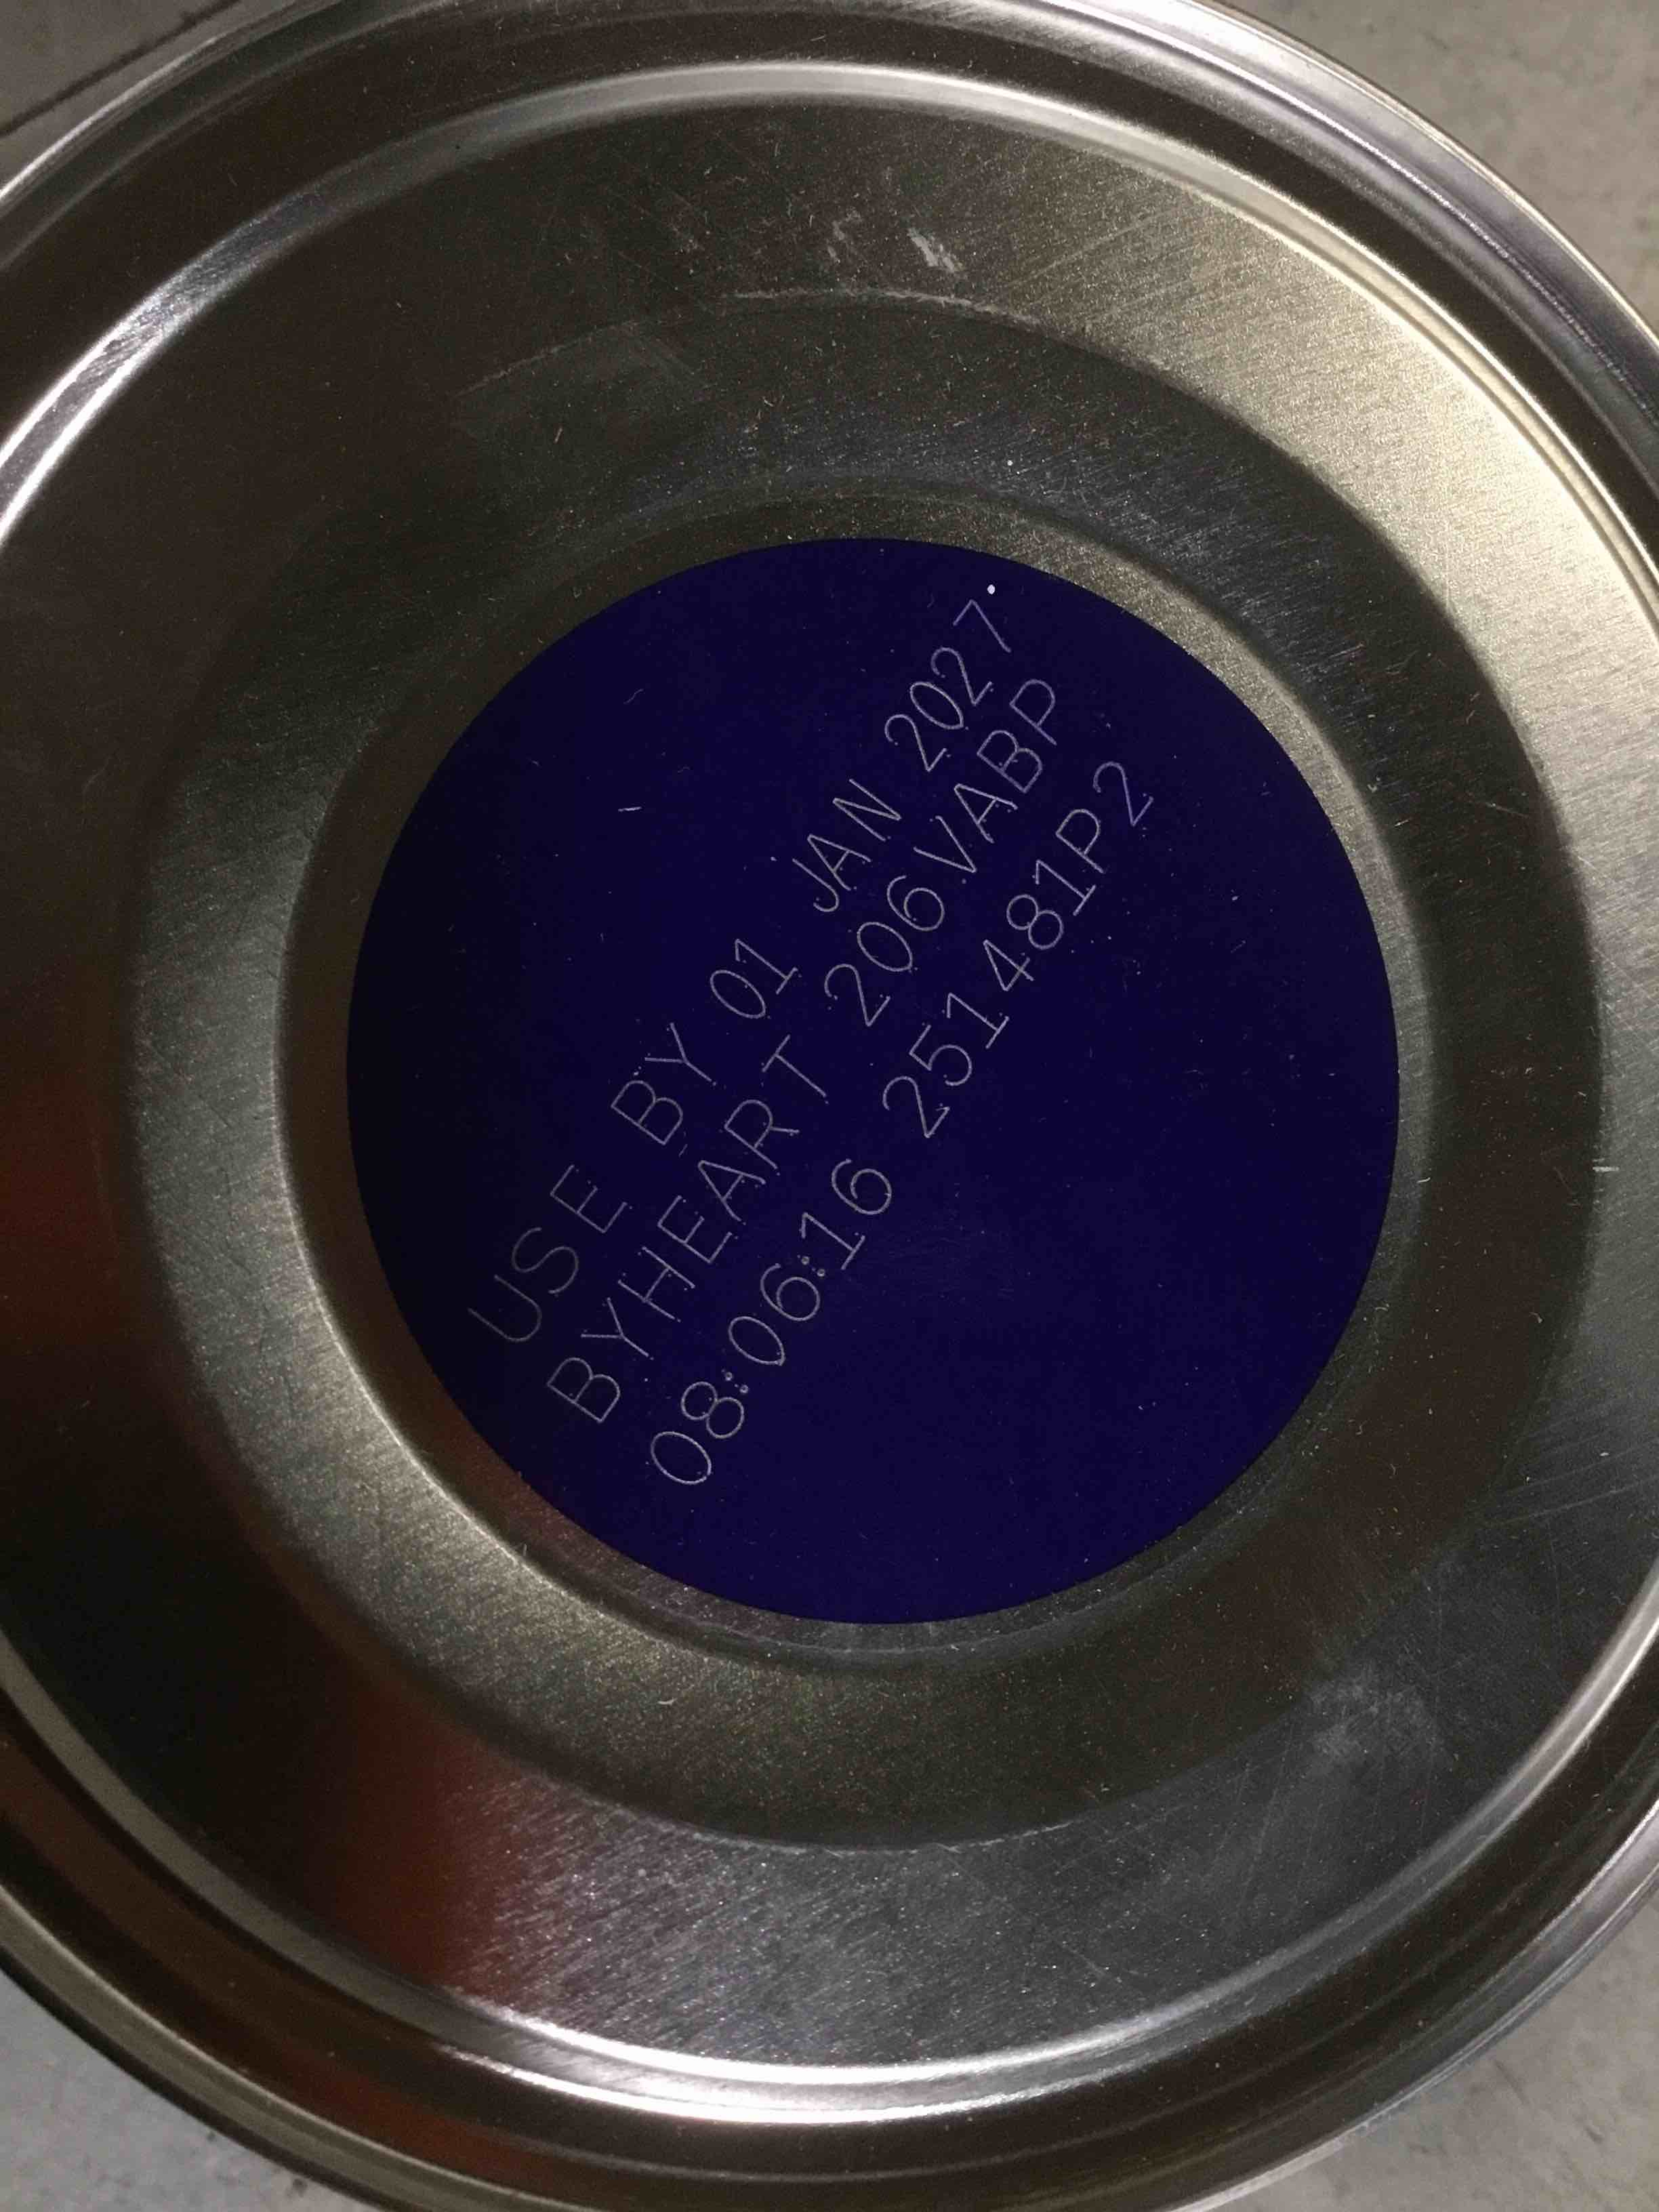 USE BY 01 JAN 2027
BYHEART 206VABP
08:06:16 251481P2